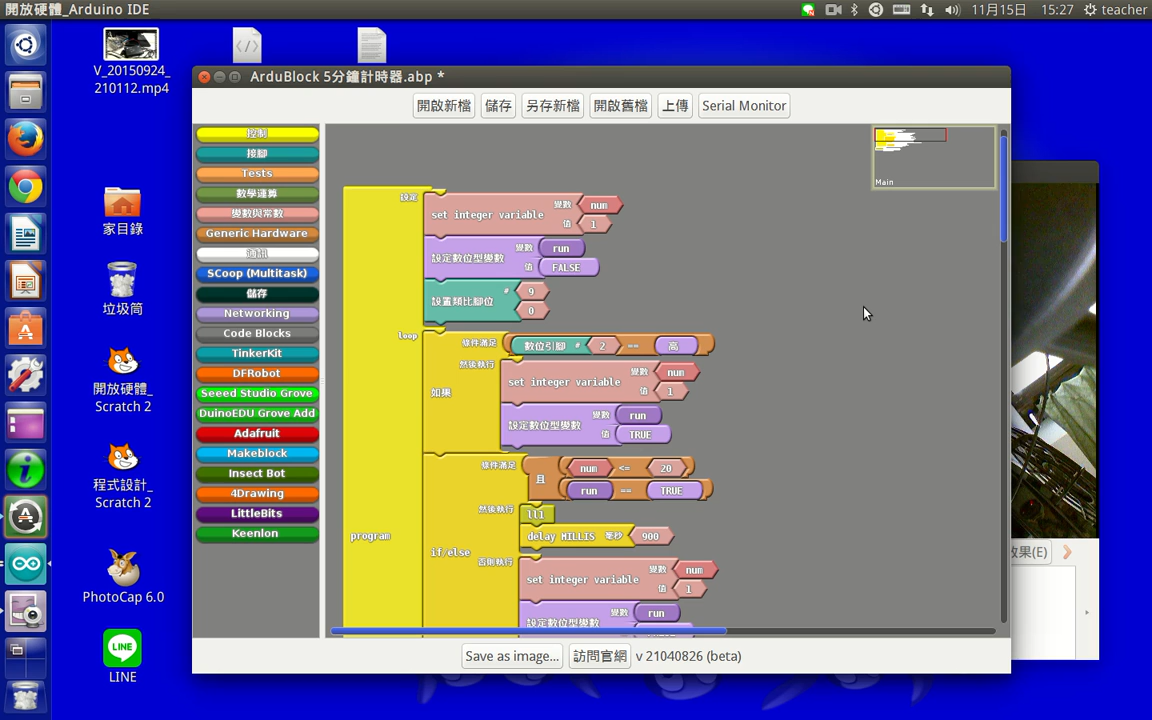 開放硬體_Arduino IDE
11月15日 15:27 teacher
V_20150924_
210112.mp4
家目錄
垃圾筒
開放硬體_
Scratch 2
程式設計_
Scratch 2
PhotoCap 6.0
LINE
LINE
ArduBlock 5分鐘計時器.abp *
開啟新檔 儲存 另存新檔 開啟舊檔 上傳 Serial Monitor
控制
接腳
Tests
數學運算
變數與常數
Generic Hardware
通訊
SCoop (Multitask)
儲存
Networking
Code Blocks
TinkerKit
DFRobot
Seeed Studio Grove
DuinoEDU Grove Add
Adafruit
Makeblock
Insect Bot
4Drawing
LittleBits
Keenlon
Main
program
設定
set integer variable 變數 num
值 1
設定數位型變數 變數 run
值 FALSE
設置類比腳位 # 9
0
loop
如果 條件滿足 數位引腳 # 2 == 高
然後執行
set integer variable 變數 num
值 1
設定數位型變數 變數 run
值 TRUE
if/else 條件滿足 且 num <= 20
run == TRUE
然後執行 lll
delay MILLIS 毫秒 900
否則執行
set integer variable 變數 num
值 1
設定數位型變數 變數 run
效果(E)
Save as image... 訪問官網 v 21040826 (beta)